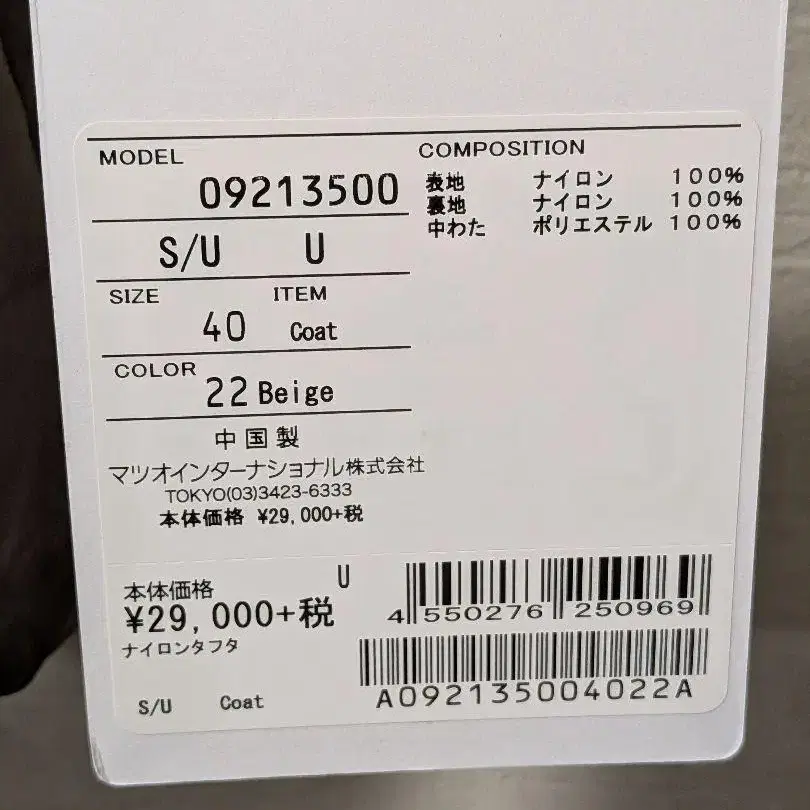 MODEL
09213500
S/U U
SIZE ITEM
40 Coat
COLOR
22 Beige
中国製
マツオインターナショナル株式会社
TOKYO(03)3423-6333
本体価格 ¥29,000+税
COMPOSITION
表地 ナイロン 100%
裏地 ナイロン 100%
中わた ポリエステル 100%
本体価格 U
¥29,000+税
ナイロンタフタ
S/U Coat
4 550276 250969
A092135004022A